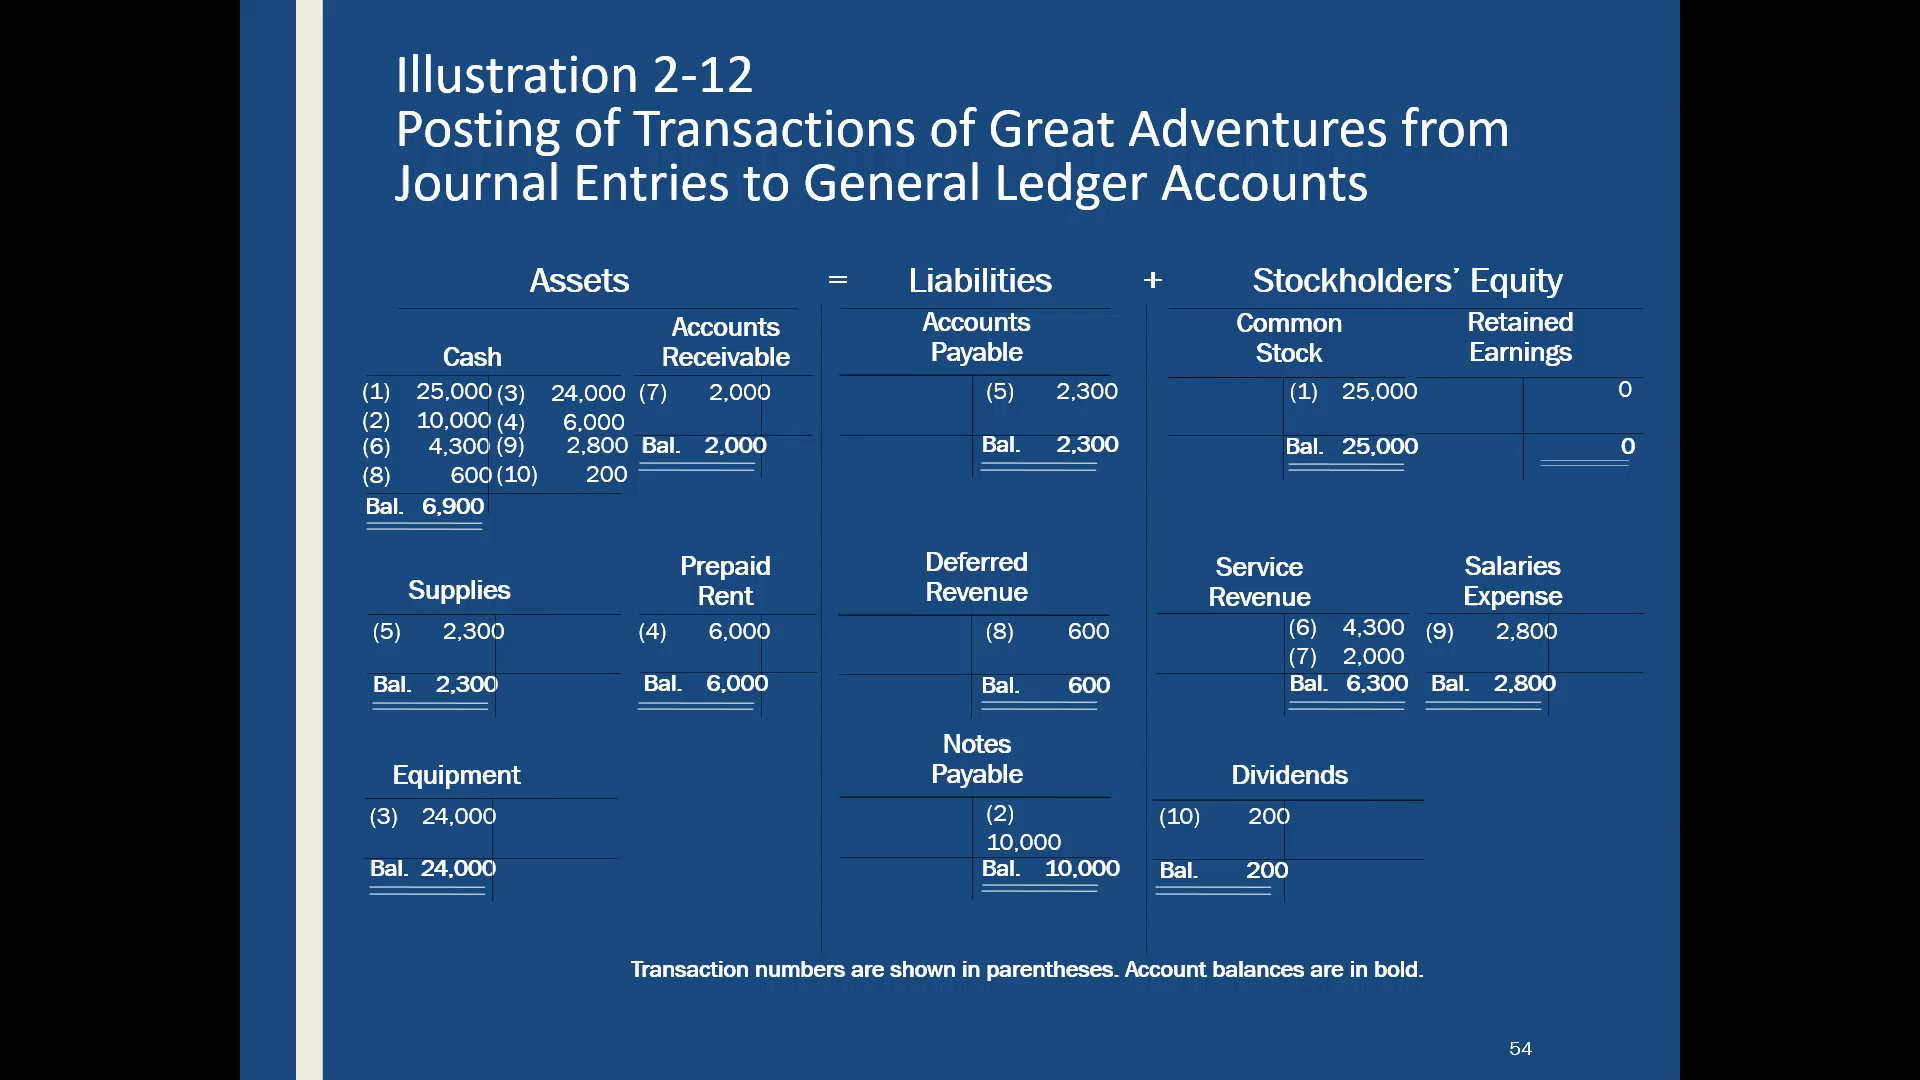 Illustration 2-12
Posting of Transactions of Great Adventures from
Journal Entries to General Ledger Accounts
Assets = Liabilities + Stockholders’ Equity
Cash
(1) 25,000 (3) 24,000
(2) 10,000 (4) 6,000
(6) 4,300 (9) 2,800
(8) 600 (10) 200
Bal. 6,900
Accounts
Receivable
(7) 2,000
Bal. 2,000
Accounts
Payable
(5) 2,300
Bal. 2,300
Common
Stock
(1) 25,000
Bal. 25,000
Retained
Earnings
0
0
Supplies
(5) 2,300
Bal. 2,300
Prepaid
Rent
(4) 6,000
Bal. 6,000
Deferred
Revenue
(8) 600
Bal. 600
Service
Revenue
(6) 4,300
(7) 2,000
Bal. 6,300
Salaries
Expense
(9) 2,800
Bal. 2,800
Equipment
(3) 24,000
Bal. 24,000
Notes
Payable
(2)
10,000
Bal. 10,000
Dividends
(10) 200
Bal. 200
Transaction numbers are shown in parentheses. Account balances are in bold.
54